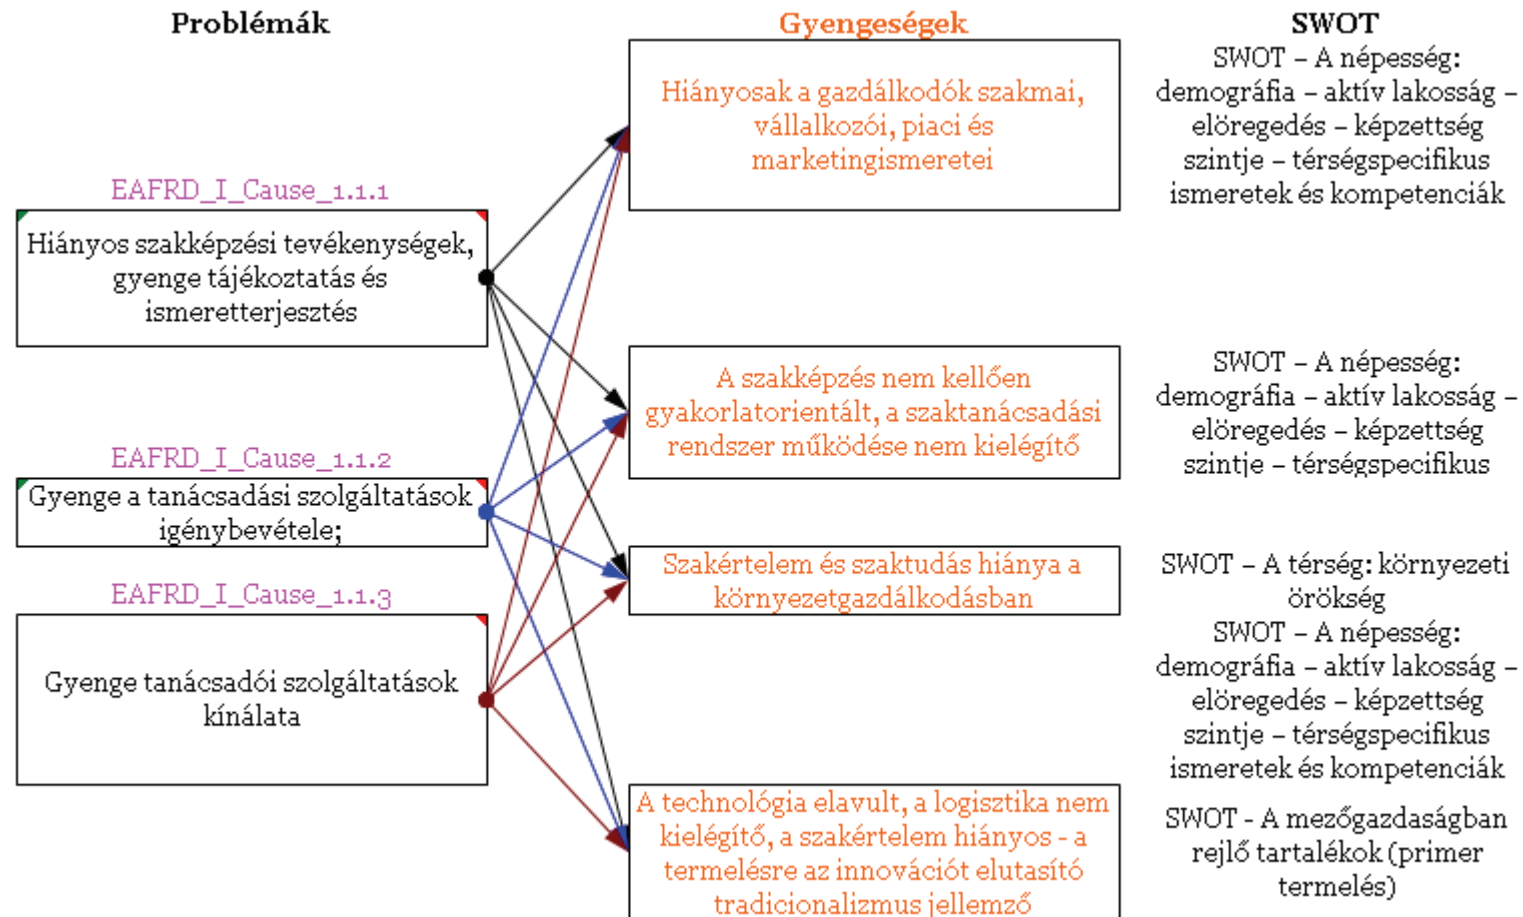 Problémák
EAFRD_I_Cause_1.1.1
Hiányos szakképzési tevékenységek,
gyenge tájékoztatás és
ismeretterjesztés
EAFRD_I_Cause_1.1.2
Gyenge a tanácsadási szolgáltatások
igénybevétele;
EAFRD_I_Cause_1.1.3
Gyenge tanácsadói szolgáltatások
kínálata
Gyengeségek
Hiányosak a gazdálkodók szakmai,
vállalkozói, piaci és
marketingismeretei
A szakképzés nem kellően
gyakorlatorientált, a szaktanácsadási
rendszer működése nem kielégítő
Szakértelem és szaktudás hiánya a
környezetgazdálkodásban
A technológia elavult, a logisztika nem
kielégítő, a szakértelem hiányos - a
termelésre az innovációt elutasító
tradicionalizmus jellemző
SWOT
SWOT – A népesség:
demográfia – aktív lakosság –
elöregedés – képzettség
szintje – térségspecifikus
ismeretek és kompetenciák
SWOT – A népesség:
demográfia – aktív lakosság –
elöregedés – képzettség
szintje – térségspecifikus
SWOT – A térség: környezeti
örökség
SWOT – A népesség:
demográfia – aktív lakosság –
elöregedés – képzettség
szintje – térségspecifikus
ismeretek és kompetenciák
SWOT - A mezőgazdaságban
rejlő tartalékok (primer
termelés)